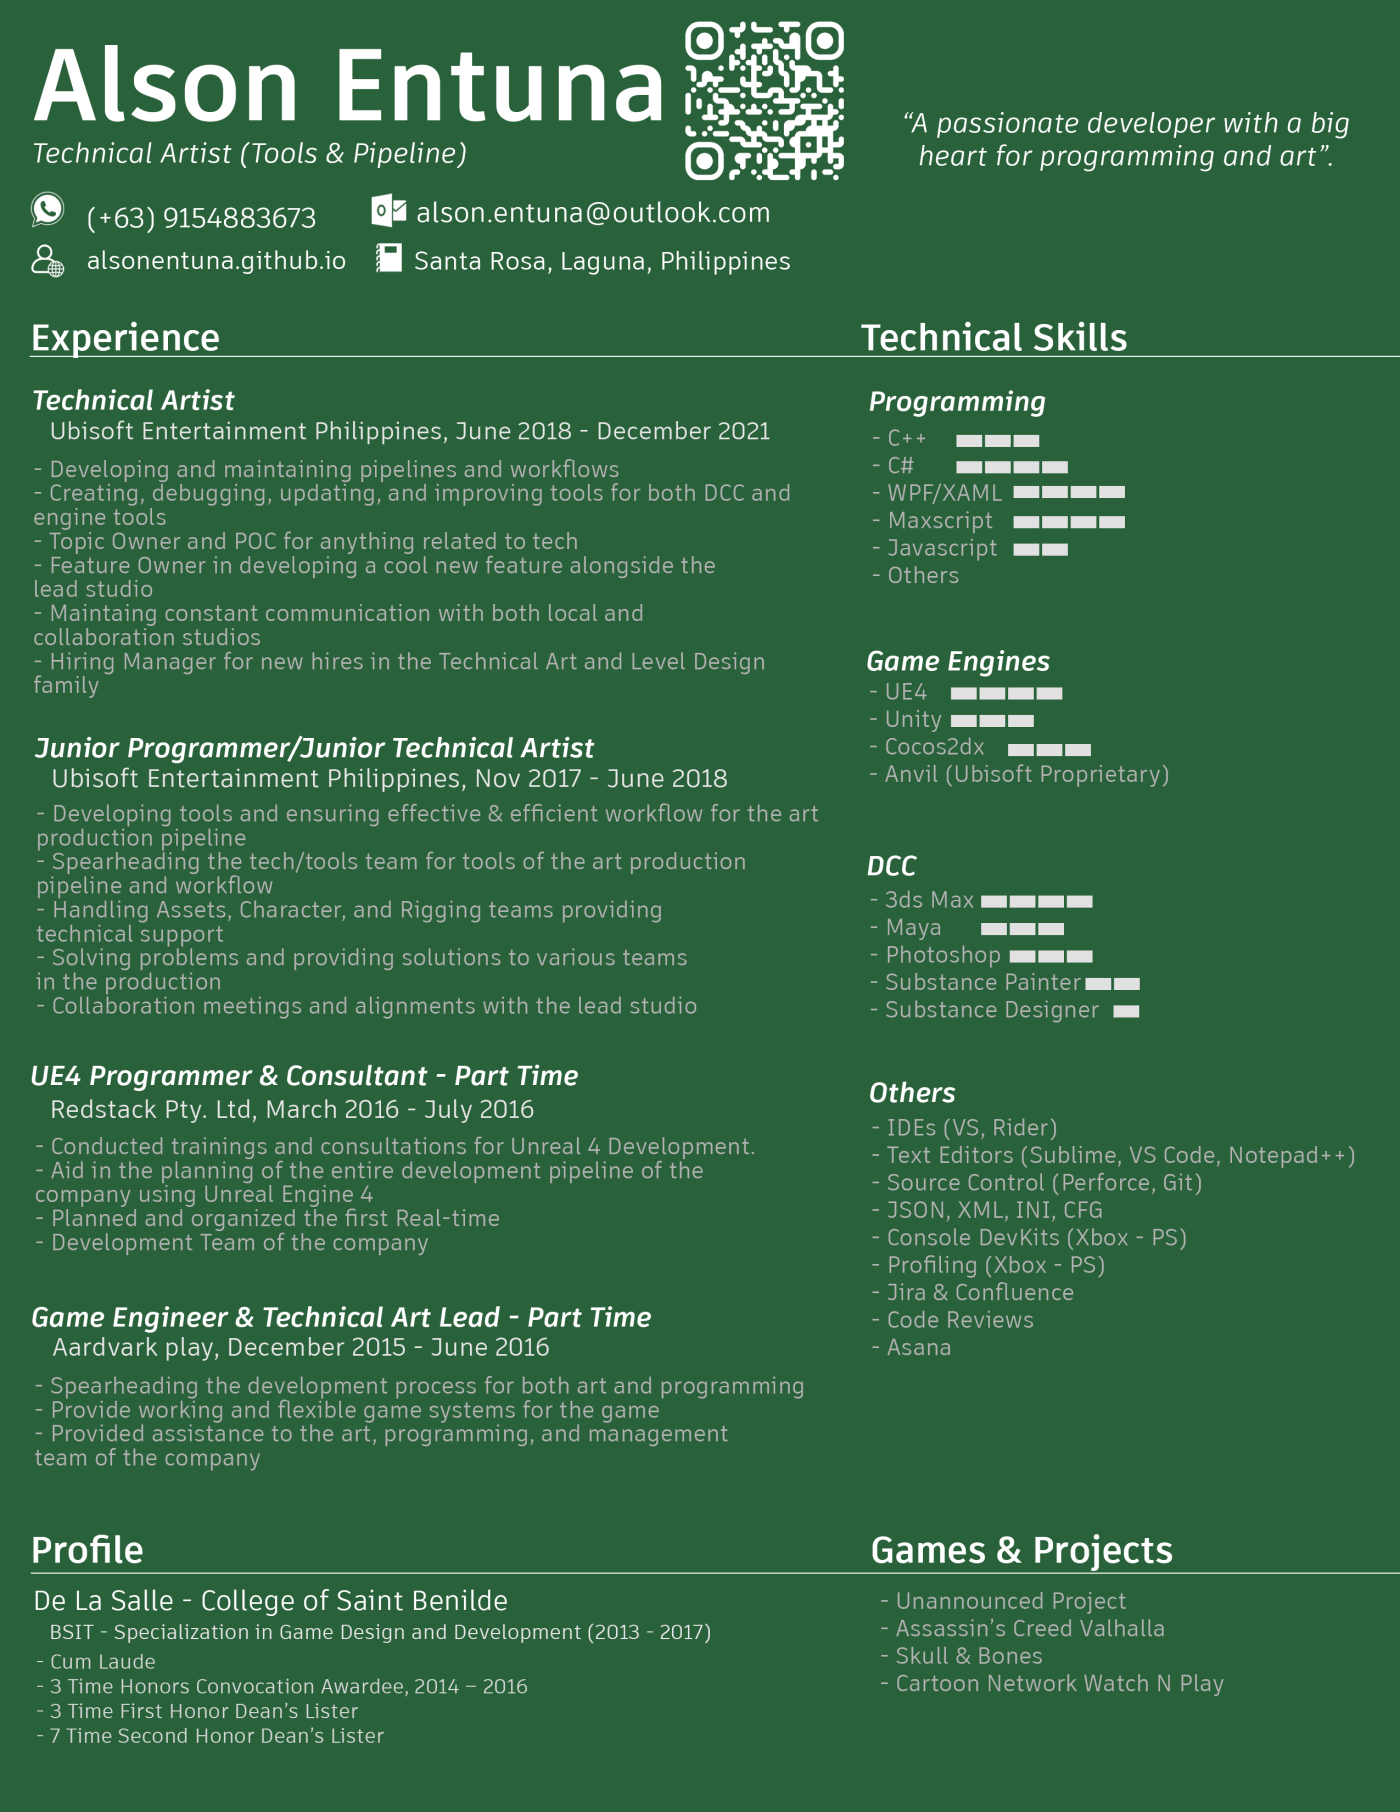 Alson Entuna
Technical Artist (Tools & Pipeline)
“A passionate developer with a big
heart for programming and art”.
(+63) 9154883673
alson.entuna@outlook.com
alsonentuna.github.io
Santa Rosa, Laguna, Philippines
Experience
Technical Artist
Ubisoft Entertainment Philippines, June 2018 - December 2021
- Developing and maintaining pipelines and workflows
- Creating, debugging, updating, and improving tools for both DCC and
engine tools
- Topic Owner and POC for anything related to tech
- Feature Owner in developing a cool new feature alongside the
lead studio
- Maintaing constant communication with both local and
collaboration studios
- Hiring Manager for new hires in the Technical Art and Level Design
family
Junior Programmer/Junior Technical Artist
Ubisoft Entertainment Philippines, Nov 2017 - June 2018
- Developing tools and ensuring effective & efficient workflow for the art
production pipeline
- Spearheading the tech/tools team for tools of the art production
pipeline and workflow
- Handling Assets, Character, and Rigging teams providing
technical support
- Solving problems and providing solutions to various teams
in the production
- Collaboration meetings and alignments with the lead studio
UE4 Programmer & Consultant - Part Time
Redstack Pty. Ltd, March 2016 - July 2016
- Conducted trainings and consultations for Unreal 4 Development.
- Aid in the planning of the entire development pipeline of the
company using Unreal Engine 4
- Planned and organized the first Real-time
- Development Team of the company
Game Engineer & Technical Art Lead - Part Time
Aardvark play, December 2015 - June 2016
- Spearheading the development process for both art and programming
- Provide working and flexible game systems for the game
- Provided assistance to the art, programming, and management
team of the company
Technical Skills
Programming
- C++
- C#
- WPF/XAML
- Maxscript
- Javascript
- Others
Game Engines
- UE4
- Unity
- Cocos2dx
- Anvil (Ubisoft Proprietary)
DCC
- 3ds Max
- Maya
- Photoshop
- Substance Painter
- Substance Designer
Others
- IDEs (VS, Rider)
- Text Editors (Sublime, VS Code, Notepad++)
- Source Control (Perforce, Git)
- JSON, XML, INI, CFG
- Console DevKits (Xbox - PS)
- Profiling (Xbox - PS)
- Jira & Confluence
- Code Reviews
- Asana
Profile
De La Salle - College of Saint Benilde
BSIT - Specialization in Game Design and Development (2013 - 2017)
- Cum Laude
- 3 Time Honors Convocation Awardee, 2014 – 2016
- 3 Time First Honor Dean’s Lister
- 7 Time Second Honor Dean’s Lister
Games & Projects
- Unannounced Project
- Assassin’s Creed Valhalla
- Skull & Bones
- Cartoon Network Watch N Play